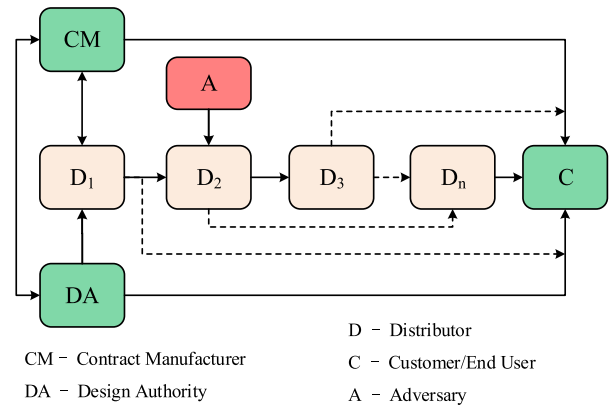 CM
A
D1
D2
D3
Dn
C
DA
D – Distributor
CM – Contract Manufacturer
C – Customer/End User
DA – Design Authority
A – Adversary